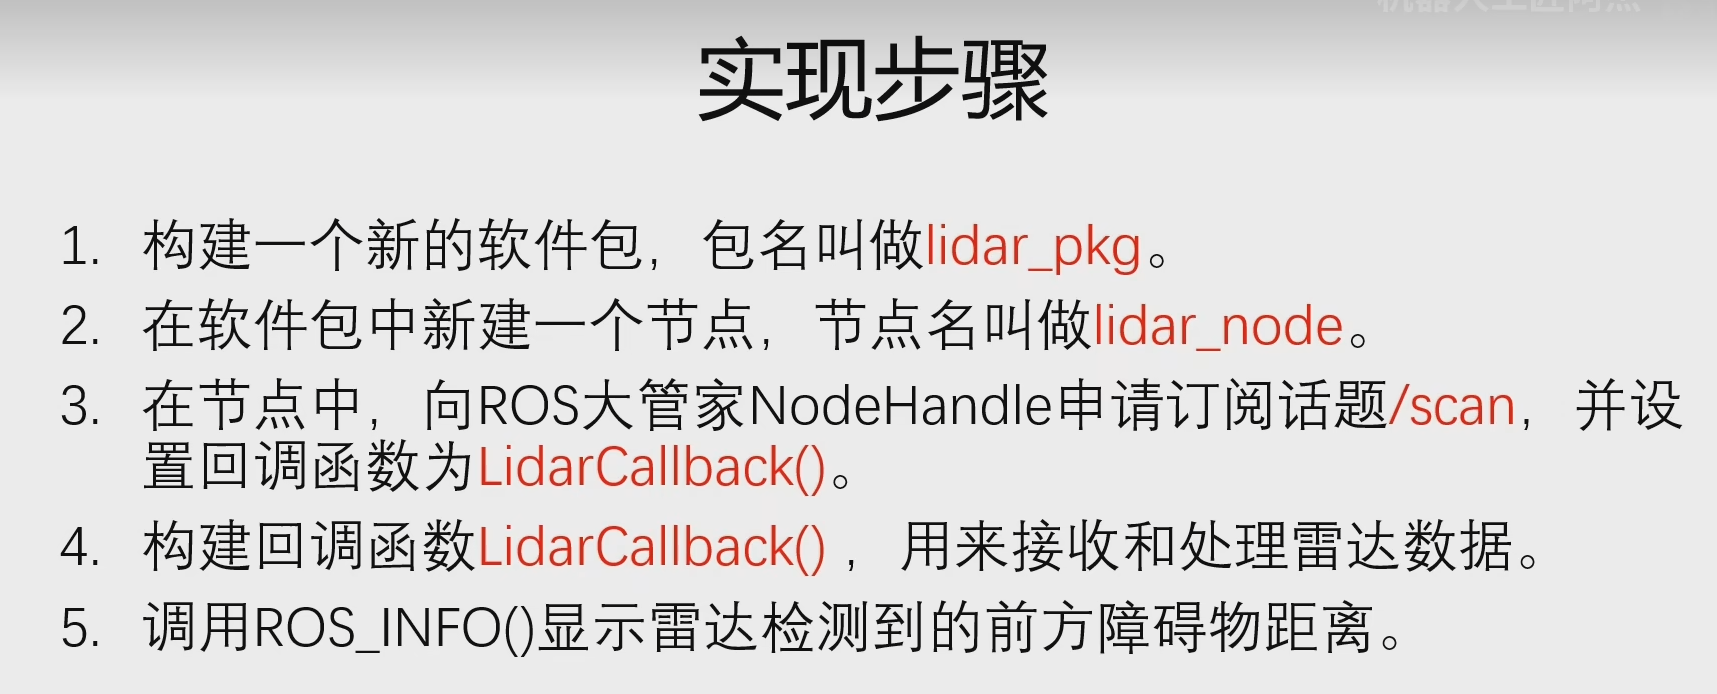 实现步骤
1. 构建一个新的软件包，包名叫做lidar_pkg。
2. 在软件包中新建一个节点，节点名叫做lidar_node。
3. 在节点中，向ROS大管家NodeHandle申请订阅话题/scan，并设
置回调函数为LidarCallback()。
4. 构建回调函数LidarCallback()，用来接收和处理雷达数据。
5. 调用ROS_INFO()显示雷达检测到的前方障碍物距离。